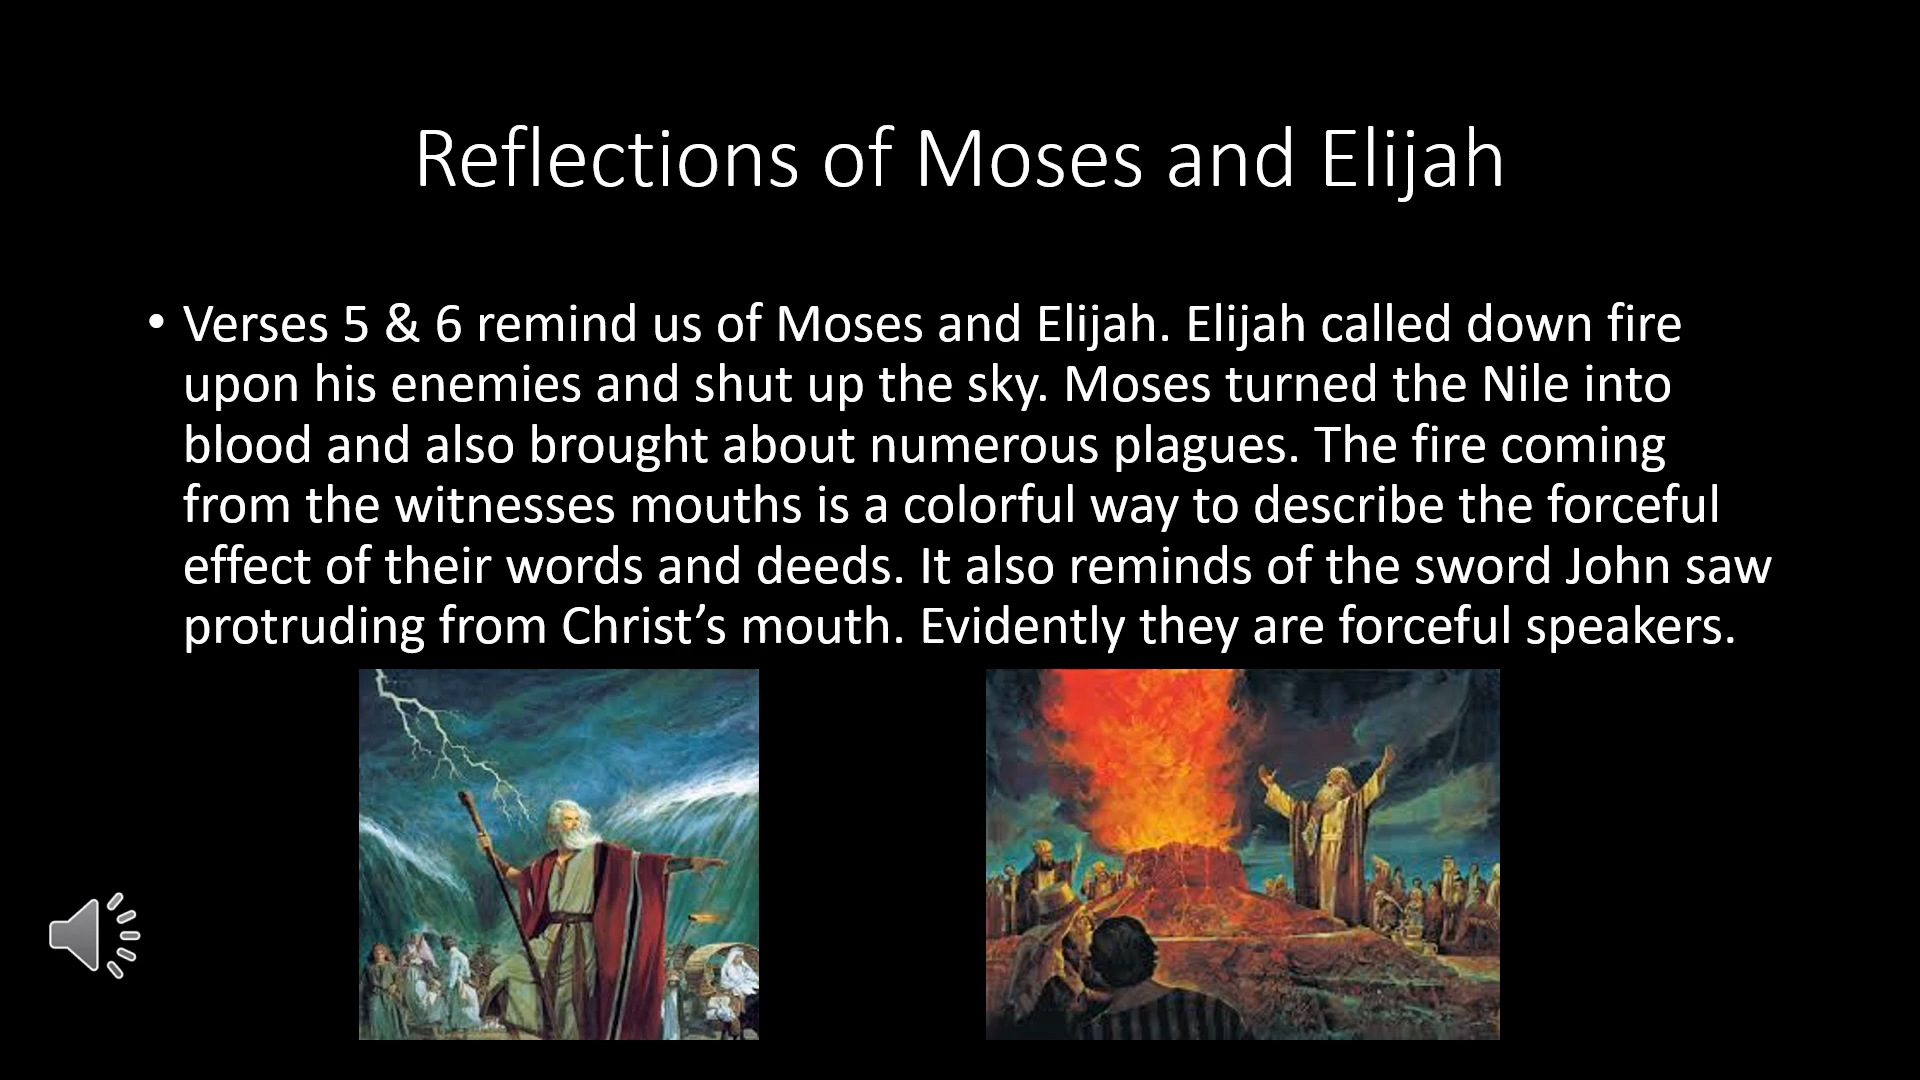 Reflections of Moses and Elijah
• Verses 5 & 6 remind us of Moses and Elijah. Elijah called down fire
upon his enemies and shut up the sky. Moses turned the Nile into
blood and also brought about numerous plagues. The fire coming
from the witnesses mouths is a colorful way to describe the forceful
effect of their words and deeds. It also reminds of the sword John saw
protruding from Christ’s mouth. Evidently they are forceful speakers.